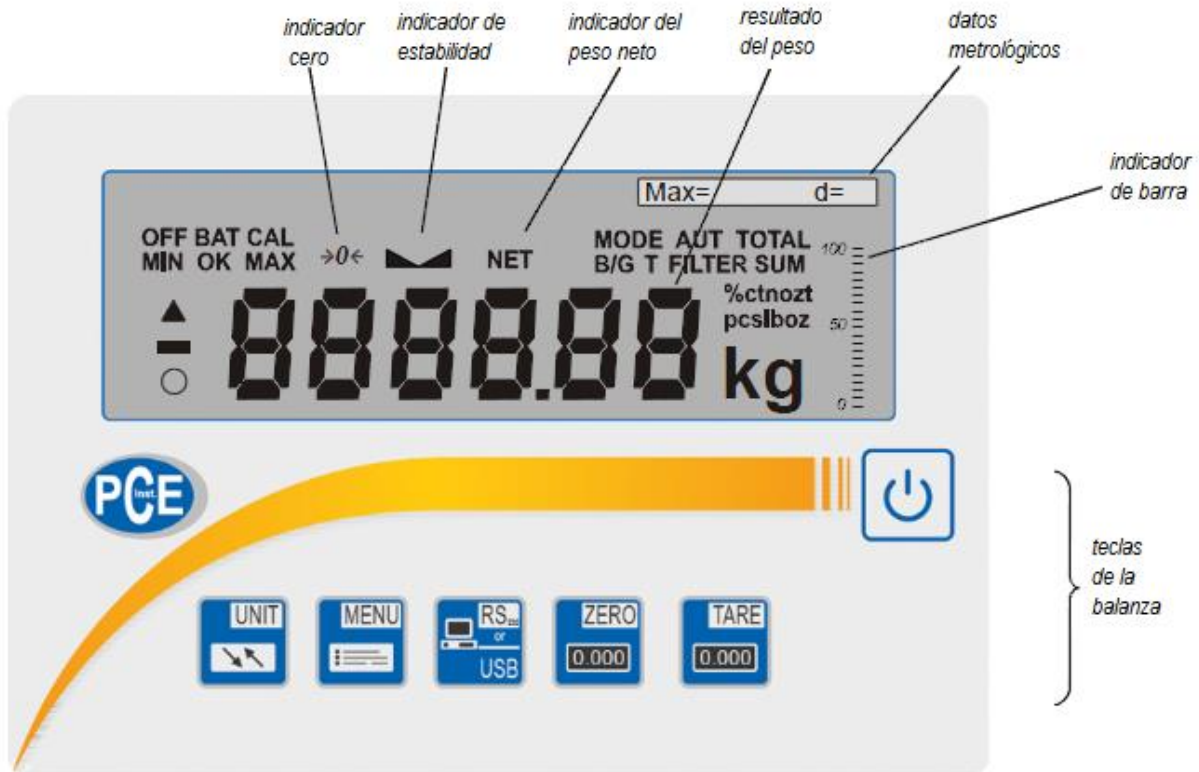 indicador
cero
indicador de
estabilidad
indicador del
peso neto
resultado
del peso
datos
metrológicos
indicador
de barra
Max= d=
OFF BAT CAL
MIN OK MAX
→0←
NET
MODE AUT TOTAL
B/G T FILTER SUM
%ctnozt
pcslboz
8888.88
kg
100
50
0
PCE
Inst.
teclas
de la
balanza
UNIT
MENU
RS
or
USB
ZERO
0.000
TARE
0.000